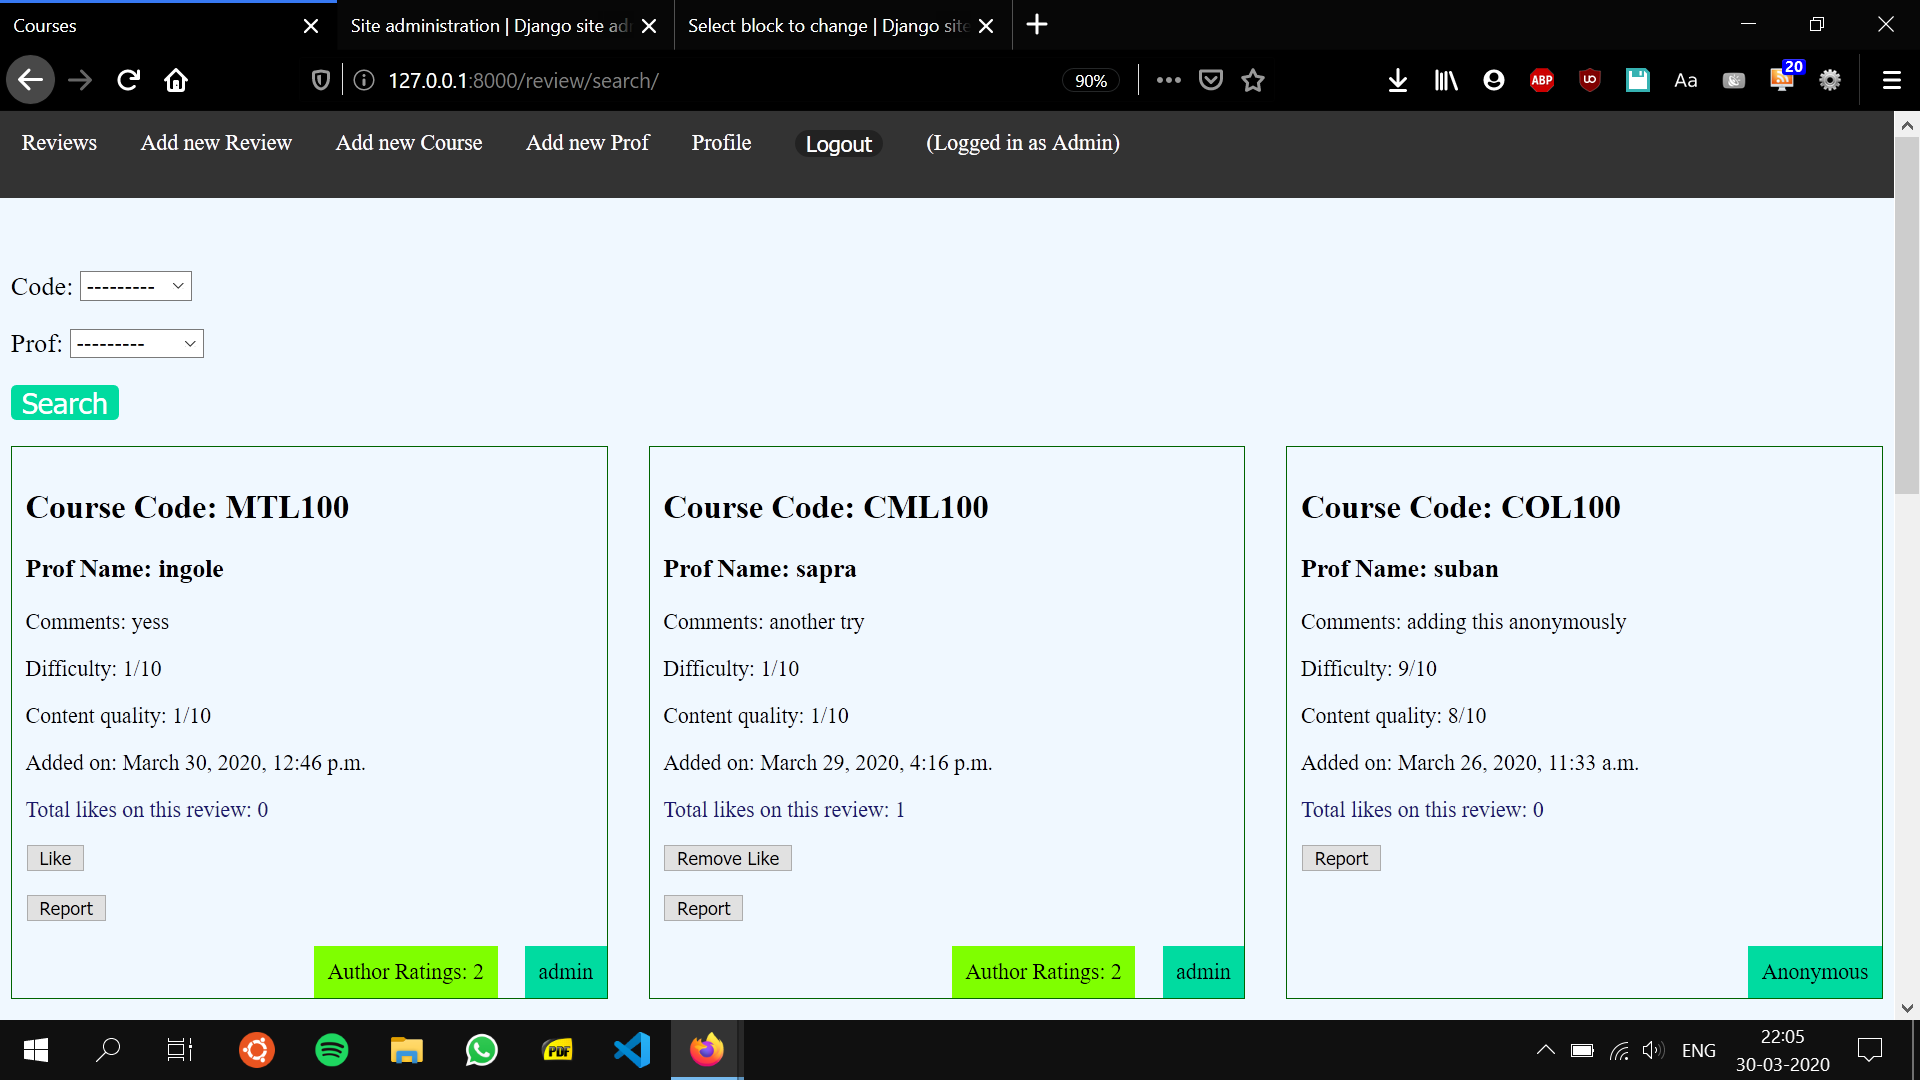 Courses
Site administration | Django site ad
Select block to change | Django site
127.0.0.1:8000/review/search/
90%
ABP
Aa
20
Reviews
Add new Review
Add new Course
Add new Prof
Profile
Logout
(Logged in as Admin)
Code: ---------
Prof: ---------
Search
Course Code: MTL100
Prof Name: ingole
Comments: yess
Difficulty: 1/10
Content quality: 1/10
Added on: March 30, 2020, 12:46 p.m.
Total likes on this review: 0
Like
Report
Author Ratings: 2
admin
Course Code: CML100
Prof Name: sapra
Comments: another try
Difficulty: 1/10
Content quality: 1/10
Added on: March 29, 2020, 4:16 p.m.
Total likes on this review: 1
Remove Like
Report
Author Ratings: 2
admin
Course Code: COL100
Prof Name: suban
Comments: adding this anonymously
Difficulty: 9/10
Content quality: 8/10
Added on: March 26, 2020, 11:33 a.m.
Total likes on this review: 0
Report
Anonymous
PDF
ENG
22:05
30-03-2020